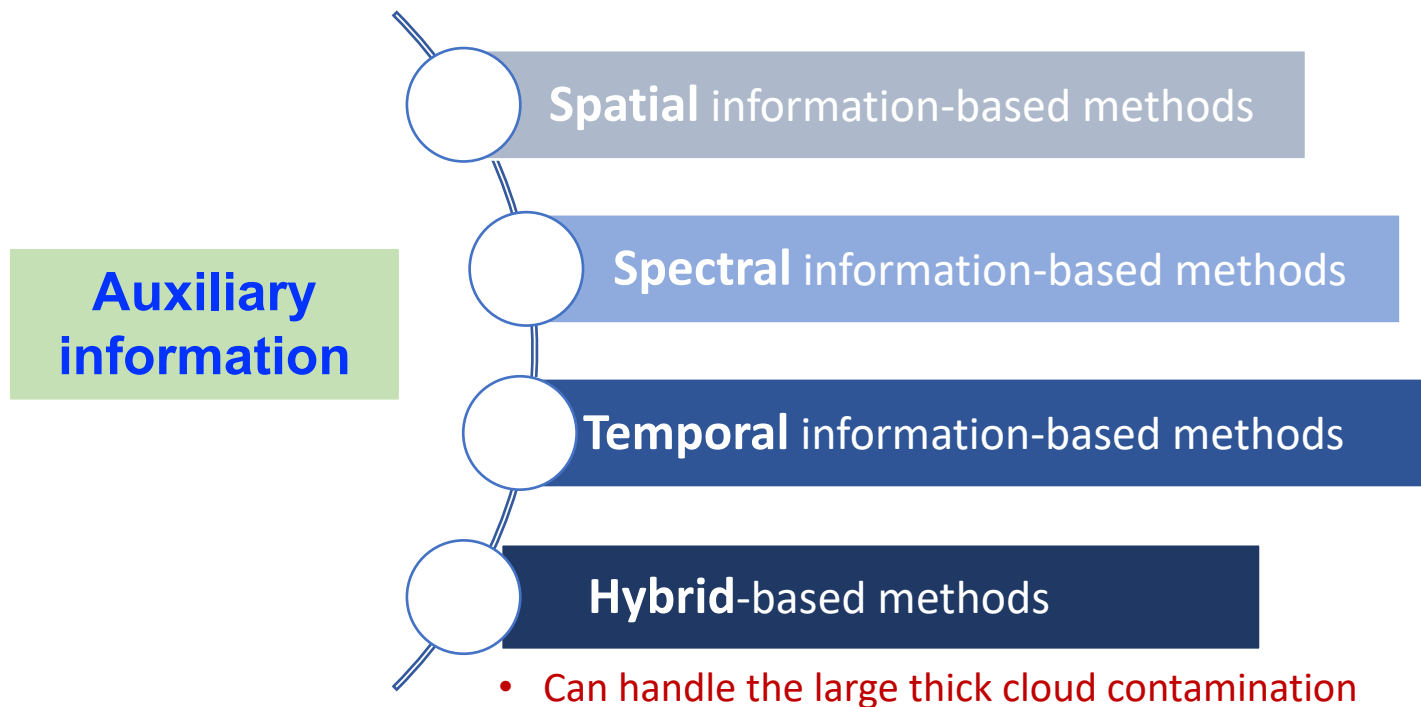 Auxiliary
information
Spatial information-based methods
Spectral information-based methods
Temporal information-based methods
Hybrid-based methods
• Can handle the large thick cloud contamination